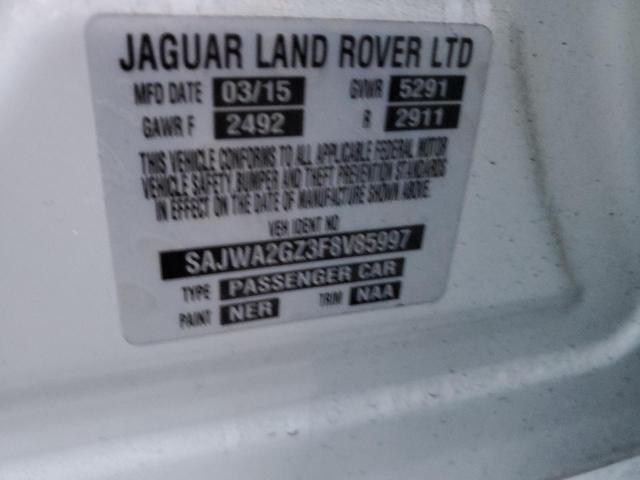 JAGUAR LAND ROVER LTD
MFD DATE 03/15 GVWR 5291
GAWR F 2492 R 2911
THIS VEHICLE CONFORMS TO ALL APPLICABLE FEDERAL MOTOR
VEHICLE SAFETY, BUMPER AND THEFT PREVENTION STANDARDS
IN EFFECT ON THE DATE OF MANUFACTURE SHOWN ABOVE.
VEH IDENT NO
SAJWA2GZ3F8V85997
TYPE PASSENGER CAR
PAINT NER TRIM NAA